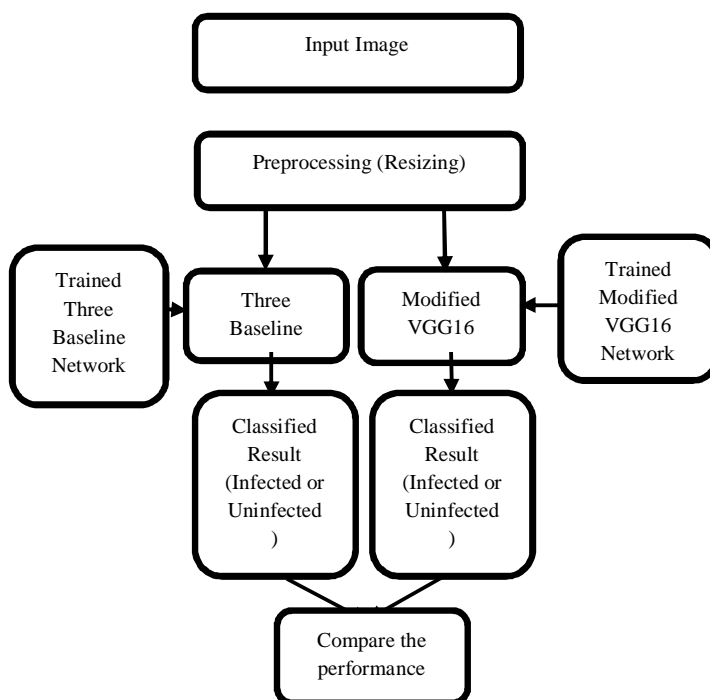 Input Image
Preprocessing (Resizing)
Trained
Three
Baseline
Network
Three
Baseline
Modified
VGG16
Trained
Modified
VGG16
Network
Classified
Result
(Infected or
Uninfected
)
Classified
Result
(Infected or
Uninfected
)
Compare the
performance